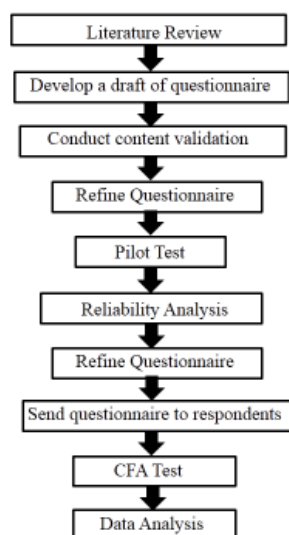 Literature Review
Develop a draft of questionnaire
Conduct content validation
Refine Questionnaire
Pilot Test
Reliability Analysis
Refine Questionnaire
Send questionnaire to respondents
CFA Test
Data Analysis